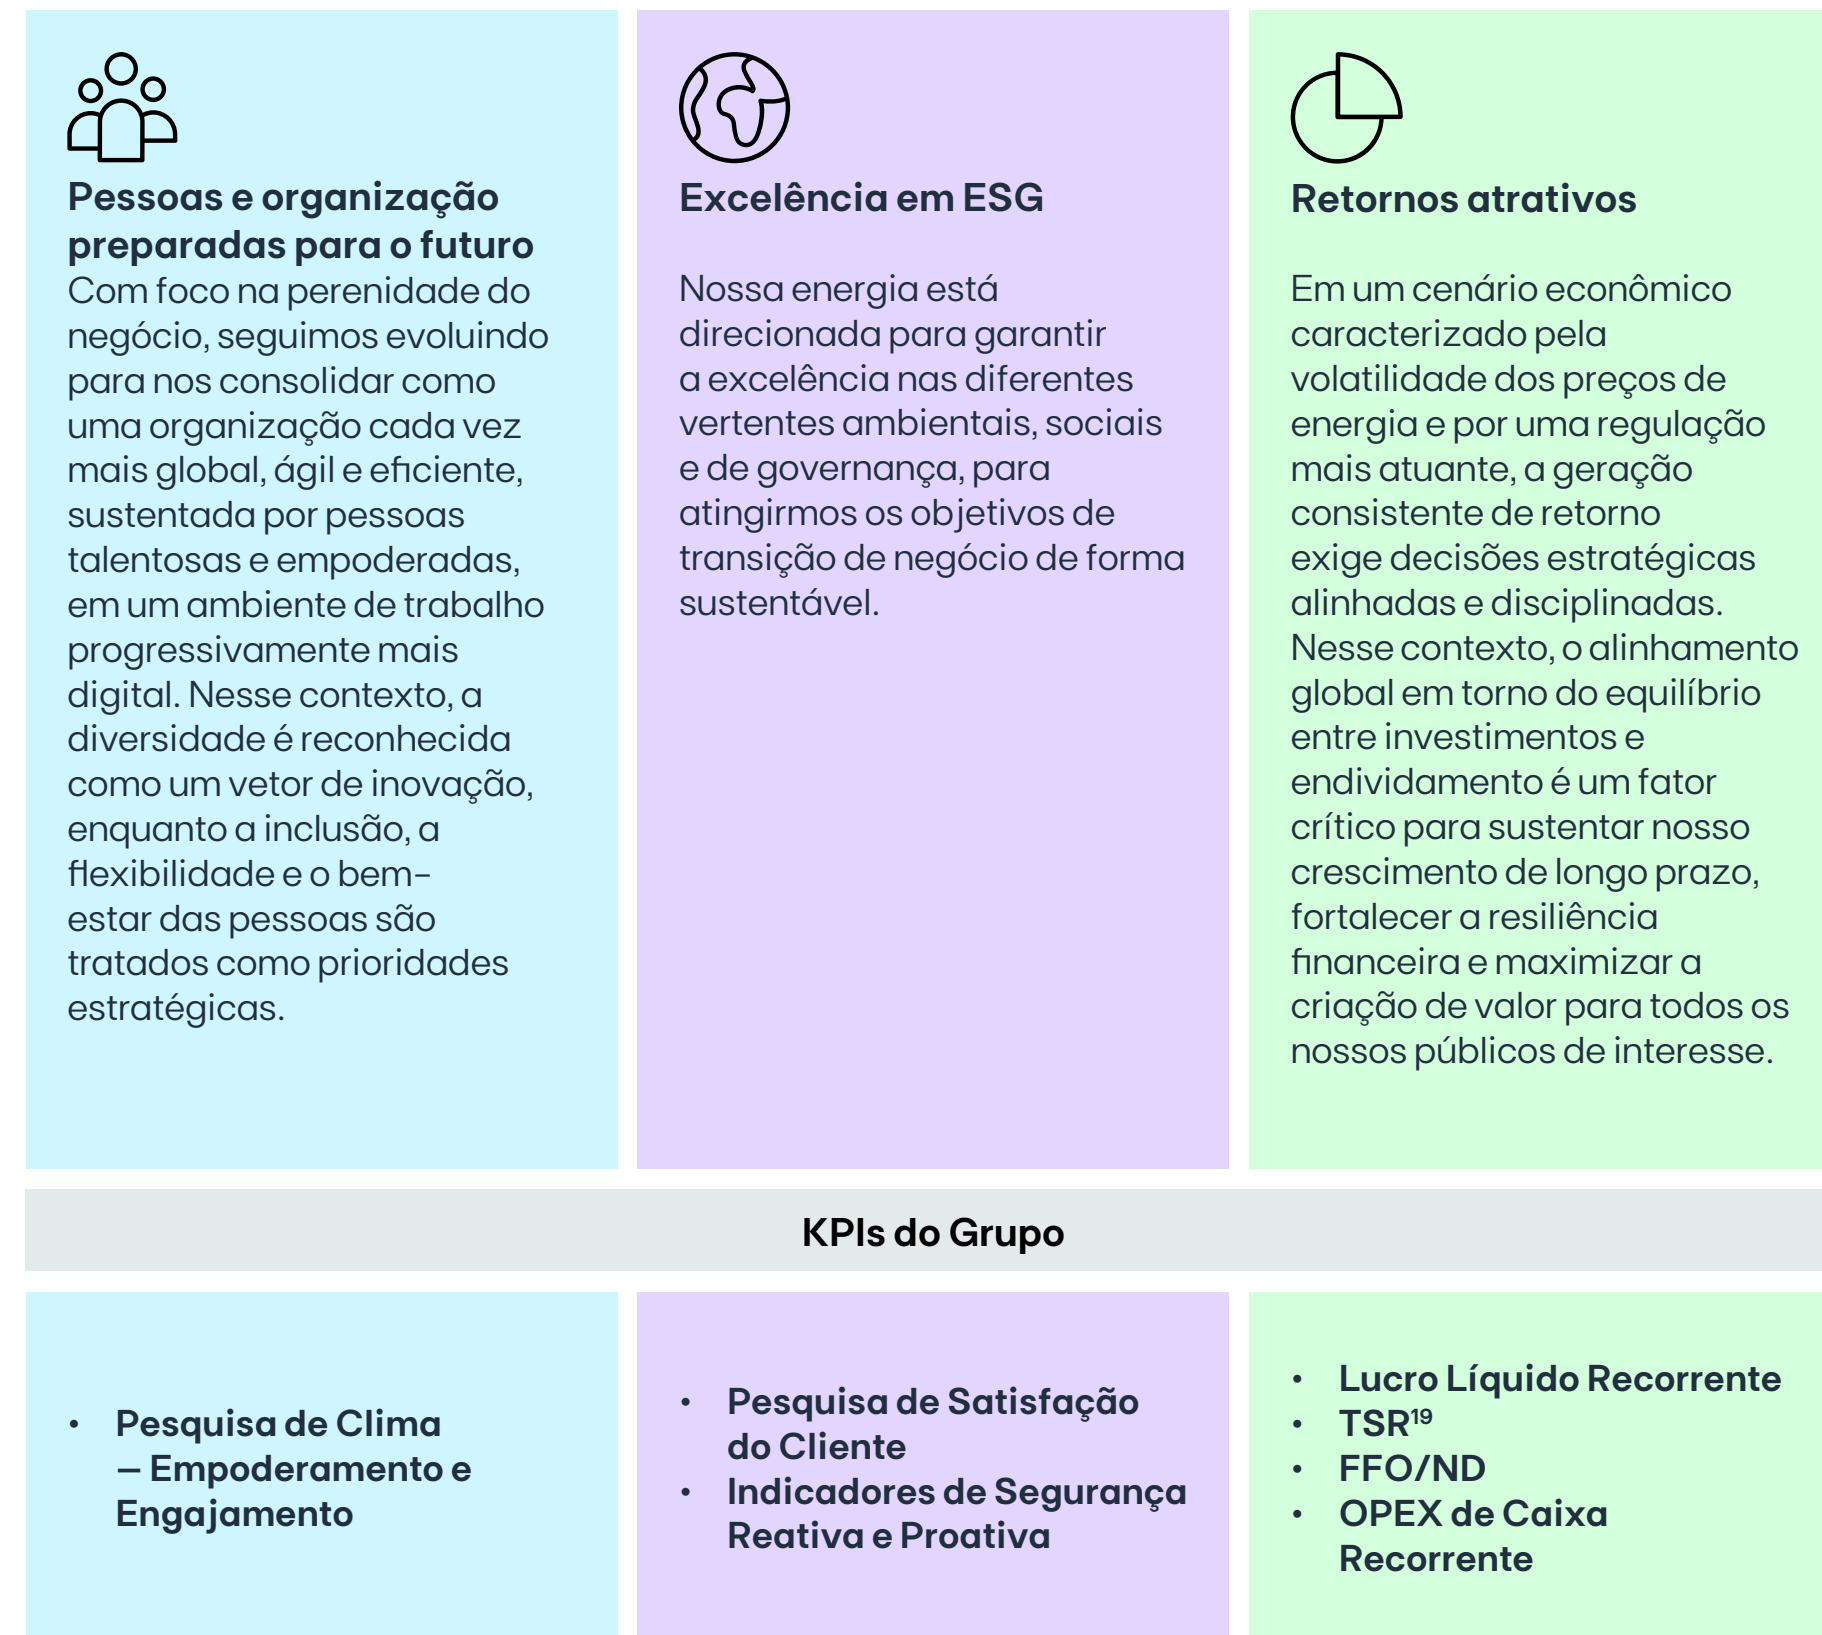 Pessoas e organização
preparadas para o futuro
Com foco na perenidade do
negócio, seguimos evoluindo
para nos consolidar como
uma organização cada vez
mais global, ágil e eficiente,
sustentada por pessoas
talentosas e empoderadas,
em um ambiente de trabalho
progressivamente mais
digital. Nesse contexto, a
diversidade é reconhecida
como um vetor de inovação,
enquanto a inclusão, a
flexibilidade e o bem-
estar das pessoas são
tratados como prioridades
estratégicas.
Excelência em ESG
Nossa energia está
direcionada para garantir
a excelência nas diferentes
vertentes ambientais, sociais
e de governança, para
atingirmos os objetivos de
transição de negócio de forma
sustentável.
Retornos atrativos
Em um cenário econômico
caracterizado pela
volatilidade dos preços de
energia e por uma regulação
mais atuante, a geração
consistente de retorno
exige decisões estratégicas
alinhadas e disciplinadas.
Nesse contexto, o alinhamento
global em torno do equilíbrio
entre investimentos e
endividamento é um fator
crítico para sustentar nosso
crescimento de longo prazo,
fortalecer a resiliência
financeira e maximizar a
criação de valor para todos os
nossos públicos de interesse.
KPIs do Grupo
• Pesquisa de Clima
– Empoderamento e
Engajamento
• Pesquisa de Satisfação
do Cliente
• Indicadores de Segurança
Reativa e Proativa
• Lucro Líquido Recorrente
• TSR¹⁹
• FFO/ND
• OPEX de Caixa
Recorrente